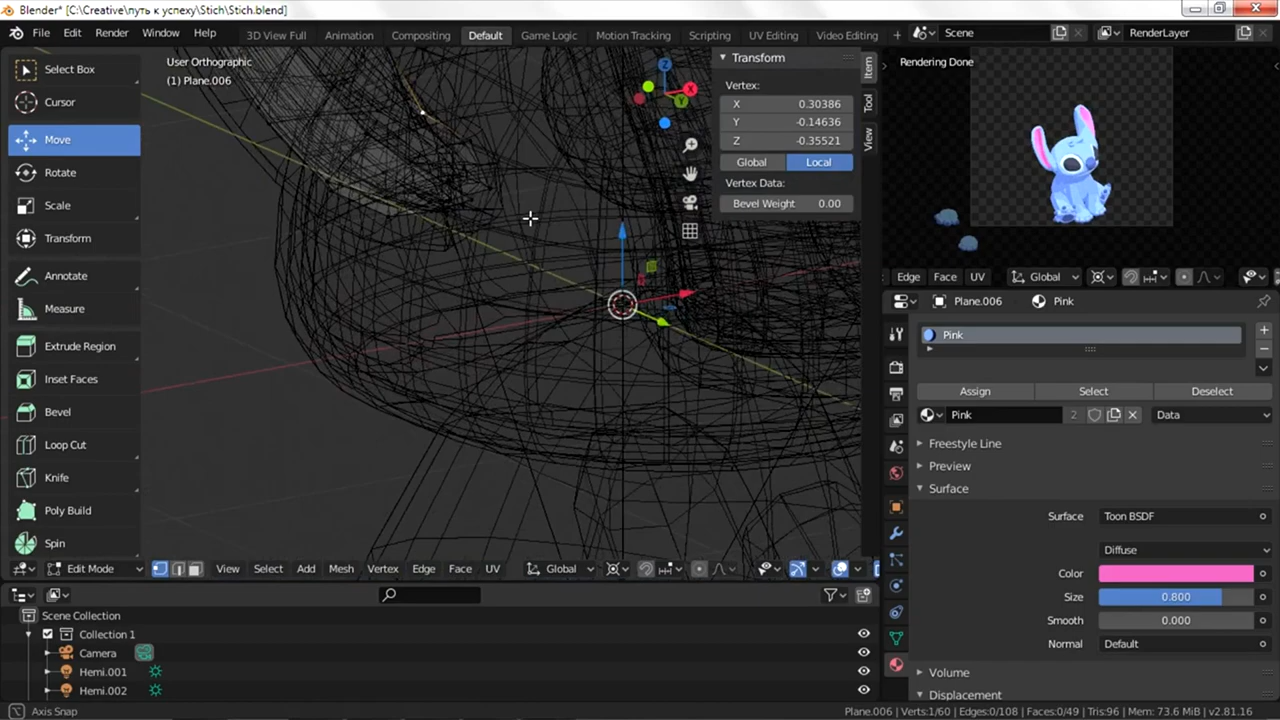 Blender* [C:\Creative\путь к успеху\Stich\Stich.blend]
File Edit Render Window Help 3D View Full Animation Compositing Default Game Logic Motion Tracking Scripting UV Editing Video Editing + Scene RenderLayer
Select Box
Cursor
Move
Rotate
Scale
Transform
Annotate
Measure
Extrude Region
Inset Faces
Bevel
Loop Cut
Knife
Poly Build
Spin
User Orthographic
(1) Plane.006
Z
X
Y
Transform
Vertex:
X 0.30386
Y -0.14636
Z -0.35521
Global Local
Vertex Data:
Bevel Weight 0.00
Item
Tool
View
Rendering Done
Edge Face UV Global
Plane.006 Pink
Pink
Assign Select Deselect
Pink 2 Data
Freestyle Line
Preview
Surface
Surface Toon BSDF
Diffuse
Color
Size 0.800
Smooth 0.000
Normal Default
Volume
Displacement
Edit Mode View Select Add Mesh Vertex Edge Face UV Global
Scene Collection
Collection 1
Camera
Hemi.001
Hemi.002
Axis Snap
Plane.006 | Verts:1/60 | Edges:0/108 | Faces:0/49 | Tris:96 | Mem: 73.6 MiB | v2.81.16